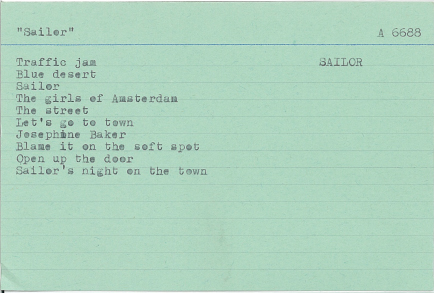 "Sailer" A 6688
Traffic jam SAILOR
Blue desert
Sailor
The girls of Amsterdam
The street
Let's go to town
Josephine Baker
Blame it on the soft spot
Open up the door
Sailor's night on the town